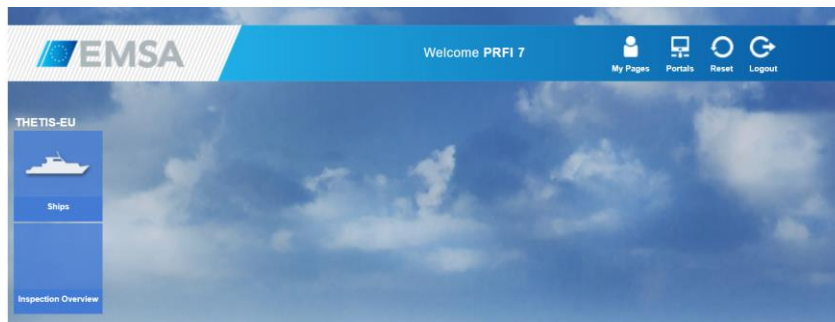 EMSA
Welcome PRFI 7
My Pages Portals Reset Logout
THETIS-EU
Ships
Inspection Overview